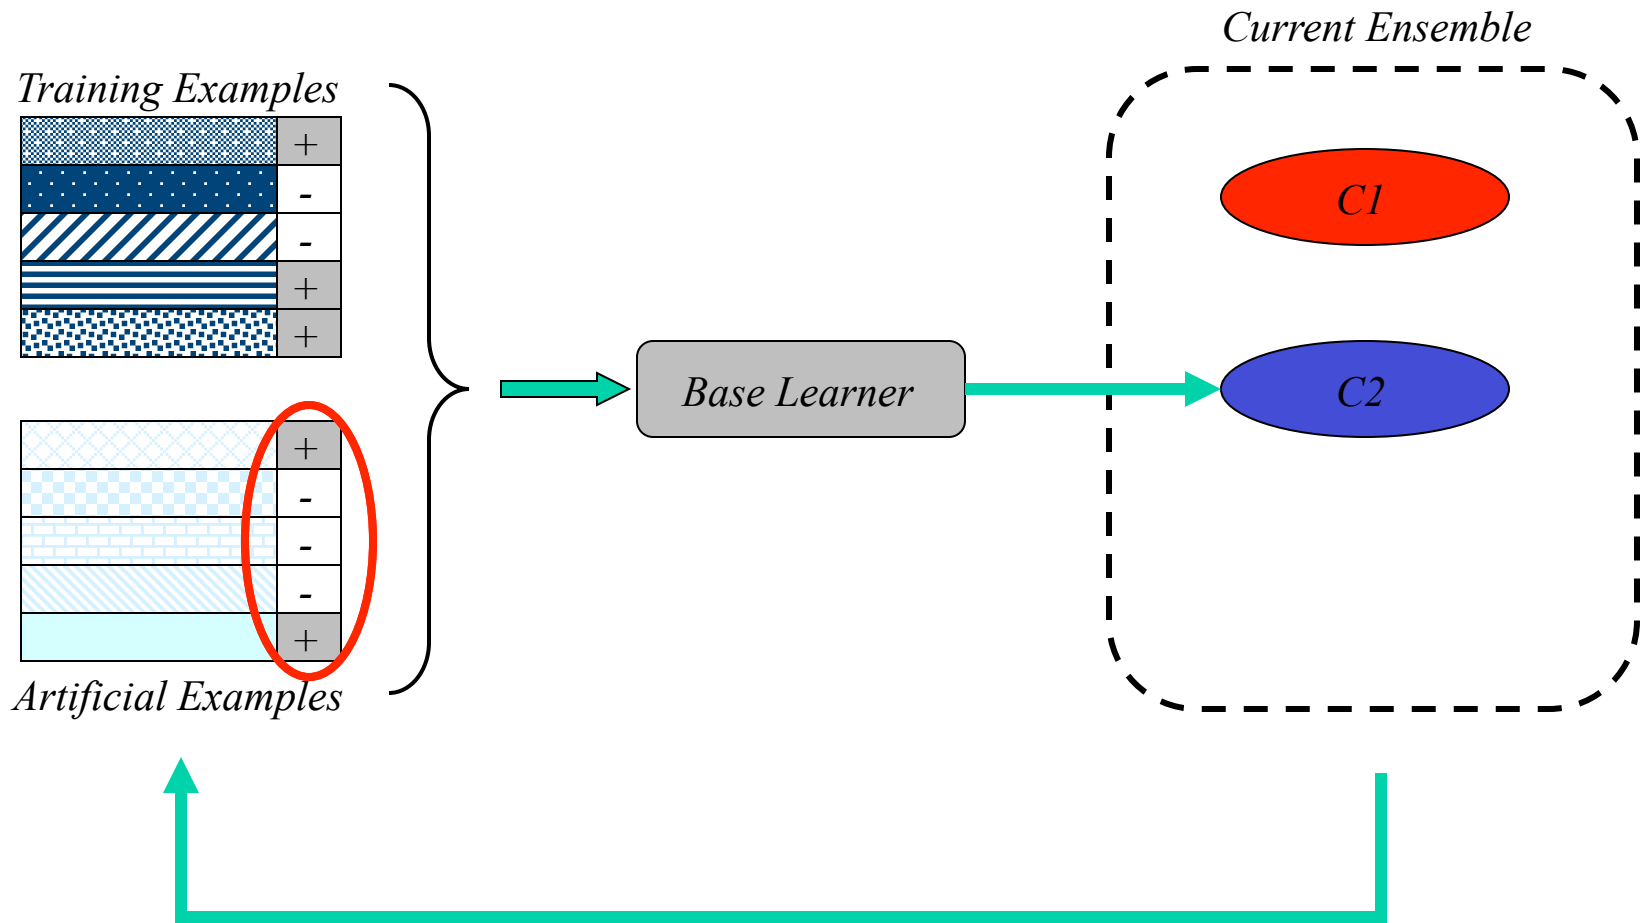 Current Ensemble
Training Examples
+
-
-
+
+
C1
Base Learner
C2
+
-
-
-
+
Artificial Examples